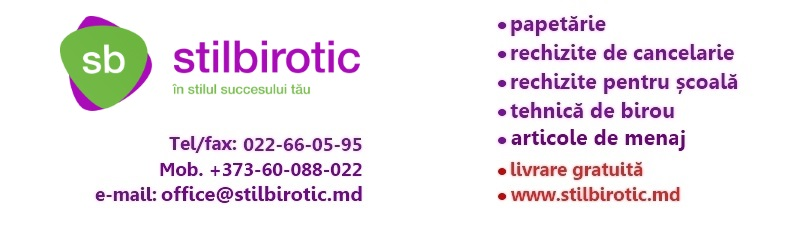 sb
stilbirotic
în stilul succesului tău
Tel/fax: 022-66-05-95
Mob. +373-60-088-022
e-mail: office@stilbirotic.md
• papetărie
• rechizite de cancelarie
• rechizite pentru școală
• tehnică de birou
• articole de menaj
• livrare gratuită
• www.stilbirotic.md